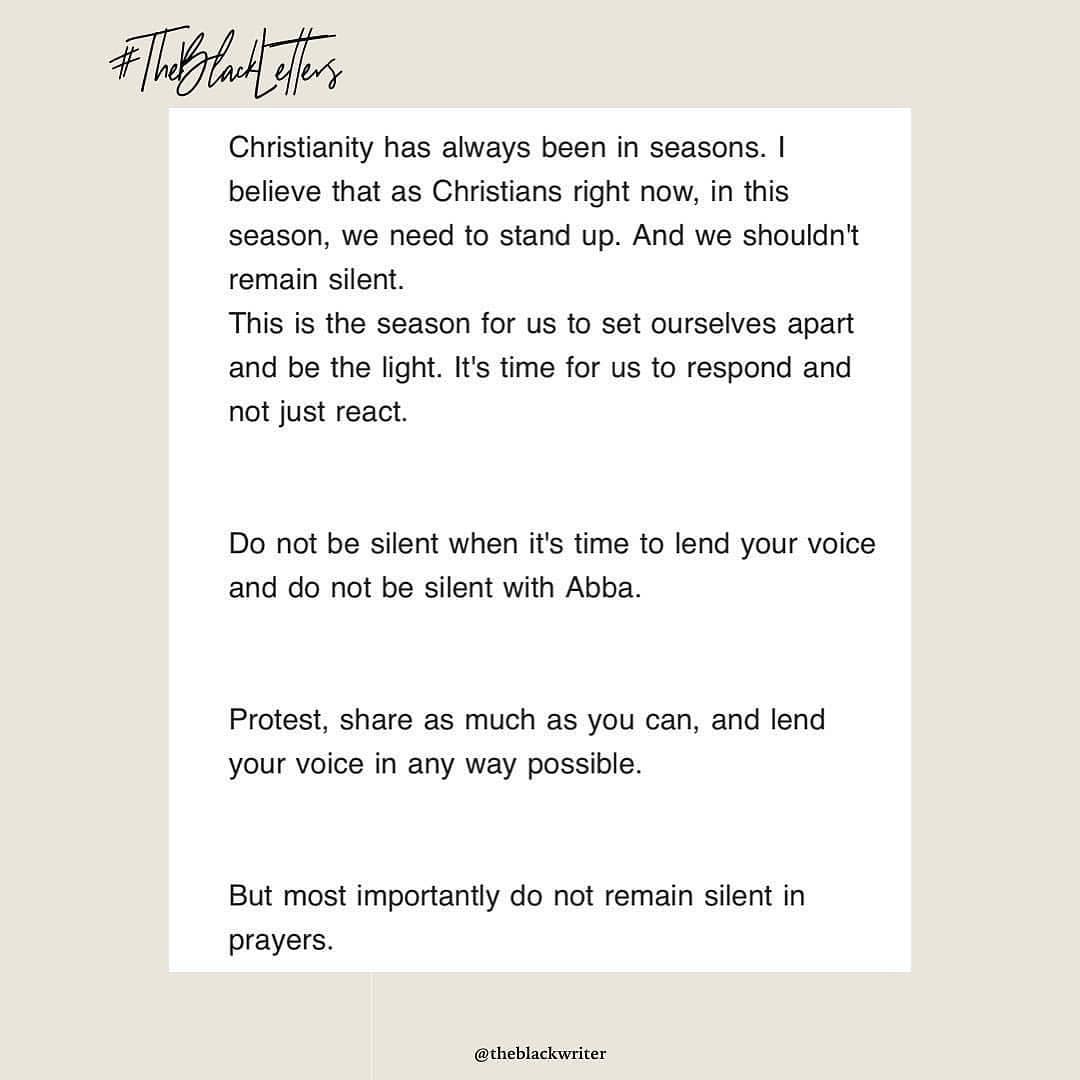 #TheBlackLetters
Christianity has always been in seasons. I
believe that as Christians right now, in this
season, we need to stand up. And we shouldn't
remain silent.
This is the season for us to set ourselves apart
and be the light. It's time for us to respond and
not just react.
Do not be silent when it's time to lend your voice
and do not be silent with Abba.
Protest, share as much as you can, and lend
your voice in any way possible.
But most importantly do not remain silent in
prayers.
@theblackwriter